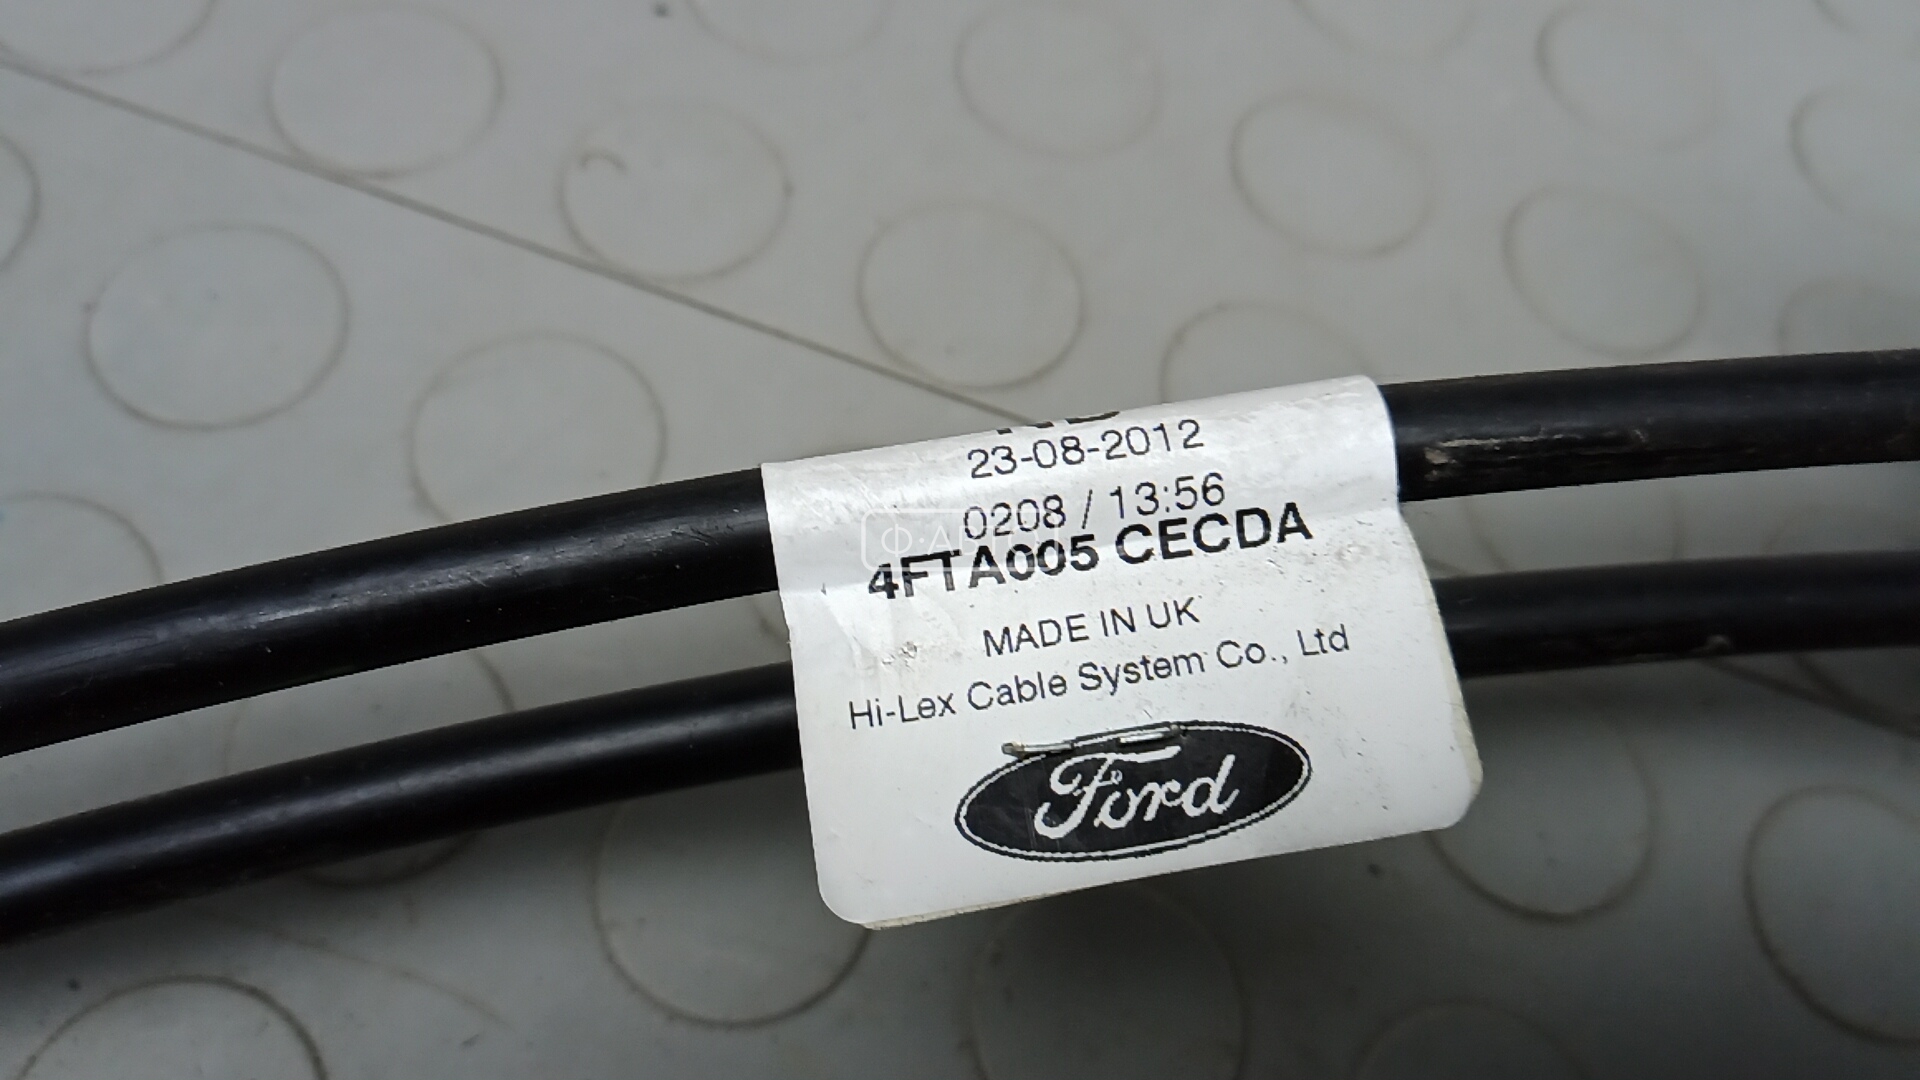 23-08-2012
0208 / 13:56
4FTA005 CECDA
MADE IN UK
Hi-Lex Cable System Co., Ltd
Ford